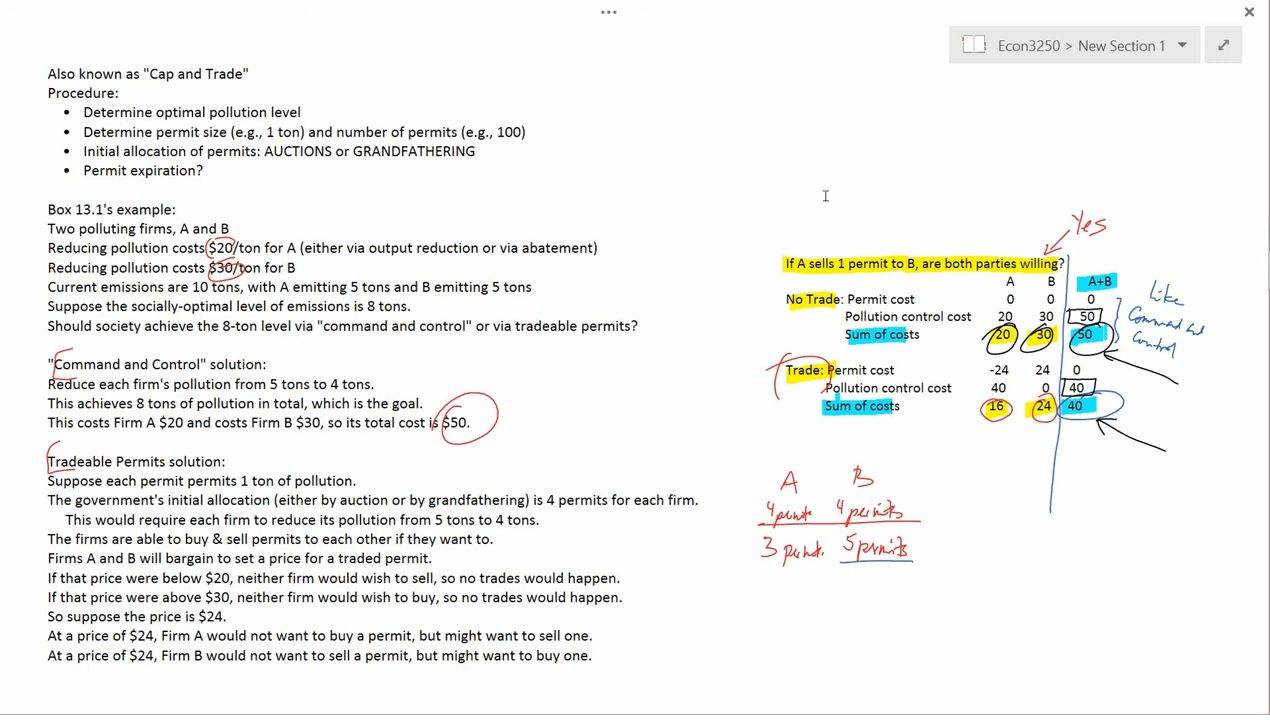 Econ3250 > New Section 1
Also known as "Cap and Trade"
Procedure:
• Determine optimal pollution level
• Determine permit size (e.g., 1 ton) and number of permits (e.g., 100)
• Initial allocation of permits: AUCTIONS or GRANDFATHERING
• Permit expiration?
Box 13.1's example:
Two polluting firms, A and B
Reducing pollution costs $20/ton for A (either via output reduction or via abatement)
Reducing pollution costs $30/ton for B
Current emissions are 10 tons, with A emitting 5 tons and B emitting 5 tons
Suppose the socially-optimal level of emissions is 8 tons.
Should society achieve the 8-ton level via "command and control" or via tradeable permits?
"Command and Control" solution:
Reduce each firm's pollution from 5 tons to 4 tons.
This achieves 8 tons of pollution in total, which is the goal.
This costs Firm A $20 and costs Firm B $30, so its total cost is $50.
Tradeable Permits solution:
Suppose each permit permits 1 ton of pollution.
The government's initial allocation (either by auction or by grandfathering) is 4 permits for each firm.
This would require each firm to reduce its pollution from 5 tons to 4 tons.
The firms are able to buy & sell permits to each other if they want to.
Firms A and B will bargain to set a price for a traded permit.
If that price were below $20, neither firm would wish to sell, so no trades would happen.
If that price were above $30, neither firm would wish to buy, so no trades would happen.
So suppose the price is $24.
At a price of $24, Firm A would not want to buy a permit, but might want to sell one.
At a price of $24, Firm B would not want to sell a permit, but might want to buy one.
Yes
If A sells 1 permit to B, are both parties willing?
A B A+B
No Trade: Permit cost 0 0 0
Pollution control cost 20 30 50
Sum of costs 20 30 50
Like
Command and
Control
Trade: Permit cost -24 24 0
Pollution control cost 40 0 40
Sum of costs 16 24 40
A B
4 permits 4 permits
3 permits 5 permits